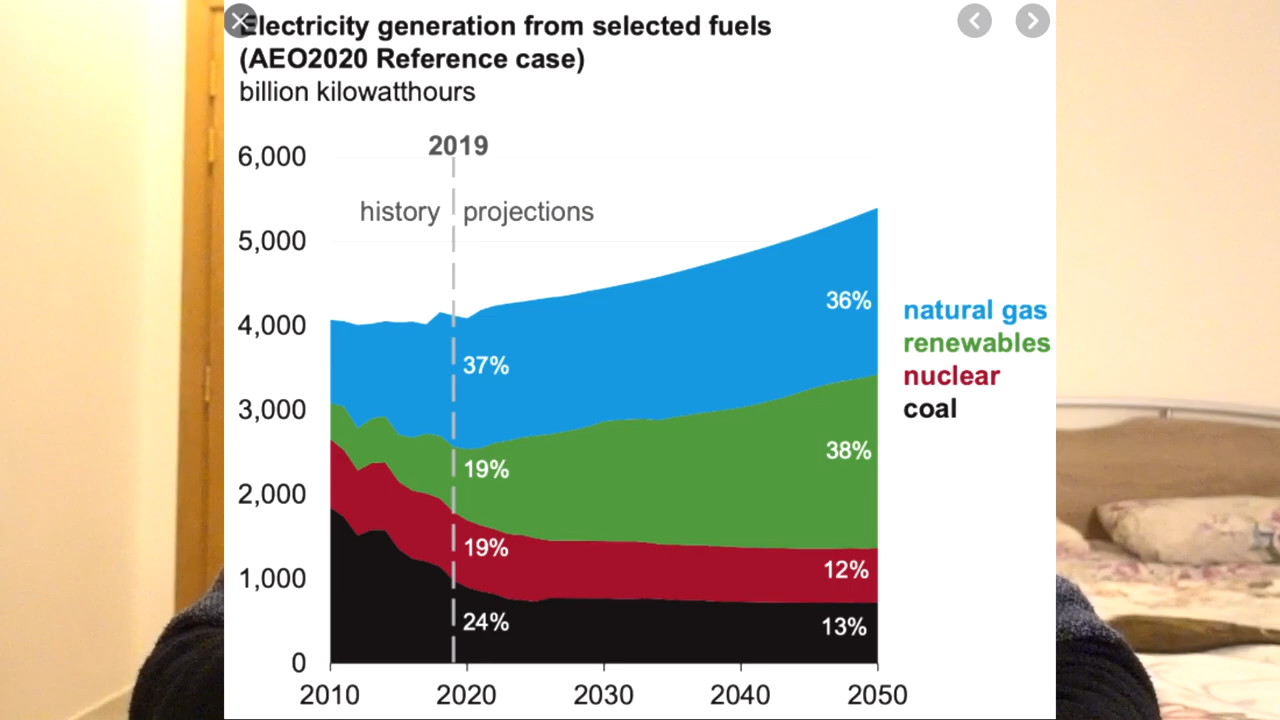 Electricity generation from selected fuels
(AEO2020 Reference case)
billion kilowatthours
2019
6,000
history
projections
5,000
36%
natural gas
4,000
renewables
37%
nuclear
3,000
coal
38%
19%
2,000
19%
12%
1,000
24%
13%
0
2010
2020
2030
2040
2050